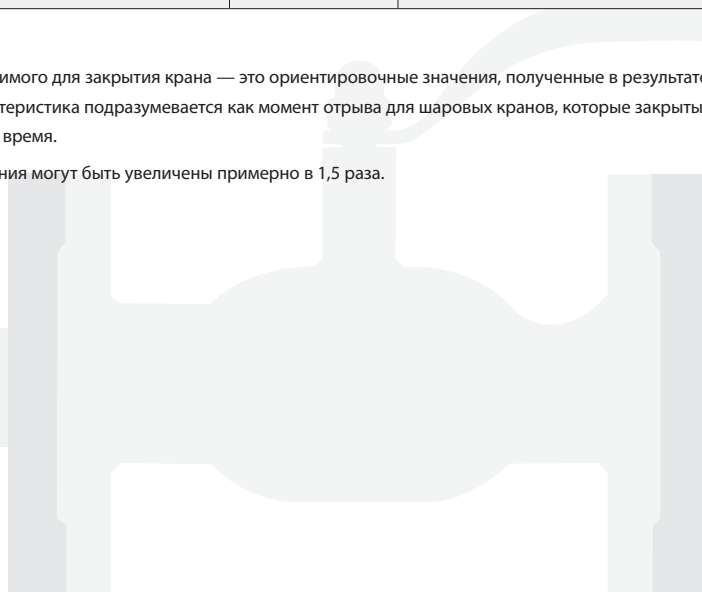 имого для закрытия крана — это ориентировочные значения, полученные в результате
теристика подразумевается как момент отрыва для шаровых кранов, которые закрыты
время.
ния могут быть увеличены примерно в 1,5 раза.